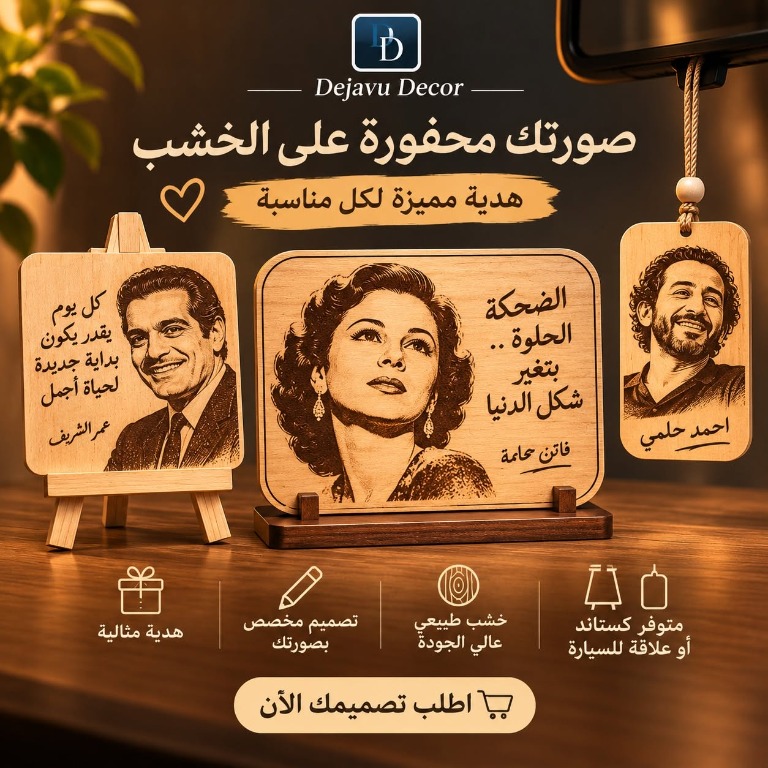 DD
Dejavu Decor
صورتك محفورة على الخشب
هدية مميزة لكل مناسبة
كل يوم
يقدر يكون
بداية جديدة
لحياة أجمل
عمر الشريف
الضحكة
الحلوة ..
بتغير
شكل الدنيا
فاتن حمامة
احمد حلمي
متوفر كستاند
أو علاقة للسيارة
خشب طبيعي
عالي الجودة
تصميم مخصص
بصورتك
هدية مثالية
اطلب تصميمك الأن